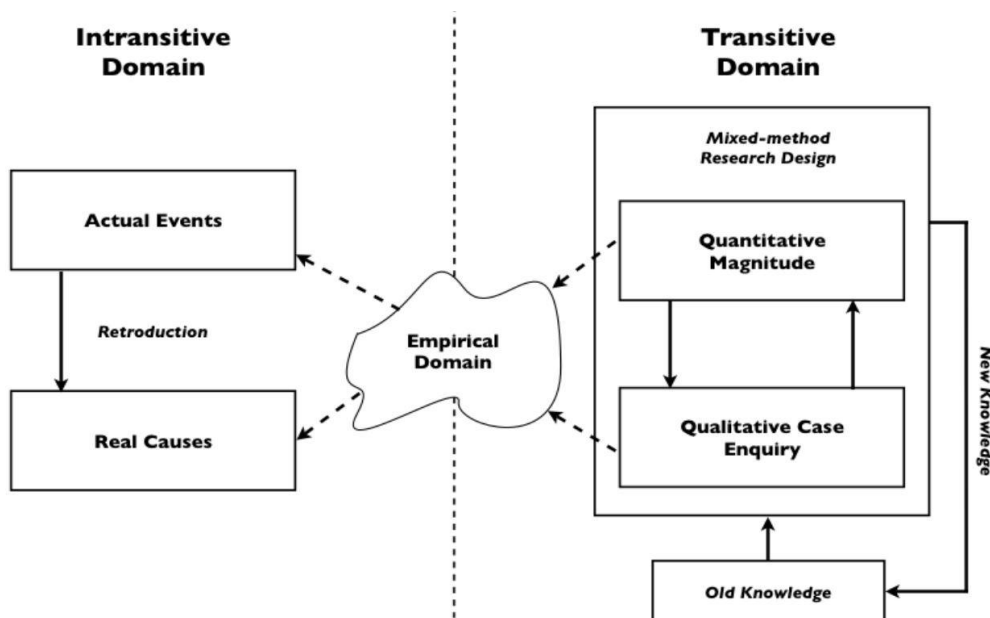 Intransitive
Domain
Transitive
Domain
Mixed-method
Research Design
Actual Events
Quantitative
Magnitude
Retroduction
Empirical
Domain
New Knowledge
Real Causes
Qualitative Case
Enquiry
Old Knowledge